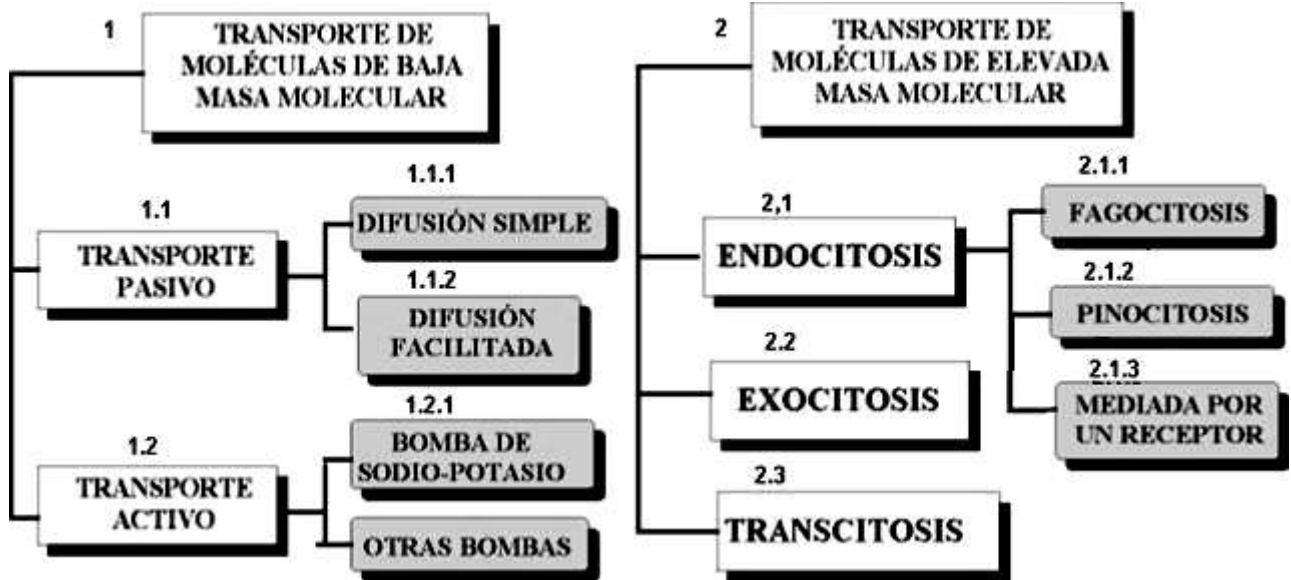 1
TRANSPORTE DE
MOLÉCULAS DE BAJA
MASA MOLECULAR
1.1
TRANSPORTE
PASIVO
1.1.1
DIFUSIÓN SIMPLE
1.1.2
DIFUSIÓN
FACILITADA
1.2
TRANSPORTE
ACTIVO
1.2.1
BOMBA DE
SODIO-POTASIO
OTRAS BOMBAS
2
TRANSPORTE DE
MOLÉCULAS DE ELEVADA
MASA MOLECULAR
2,1
ENDOCITOSIS
2.1.1
FAGOCITOSIS
2.1.2
PINOCITOSIS
2.1.3
MEDIADA POR
UN RECEPTOR
2.2
EXOCITOSIS
2.3
TRANSCITOSIS